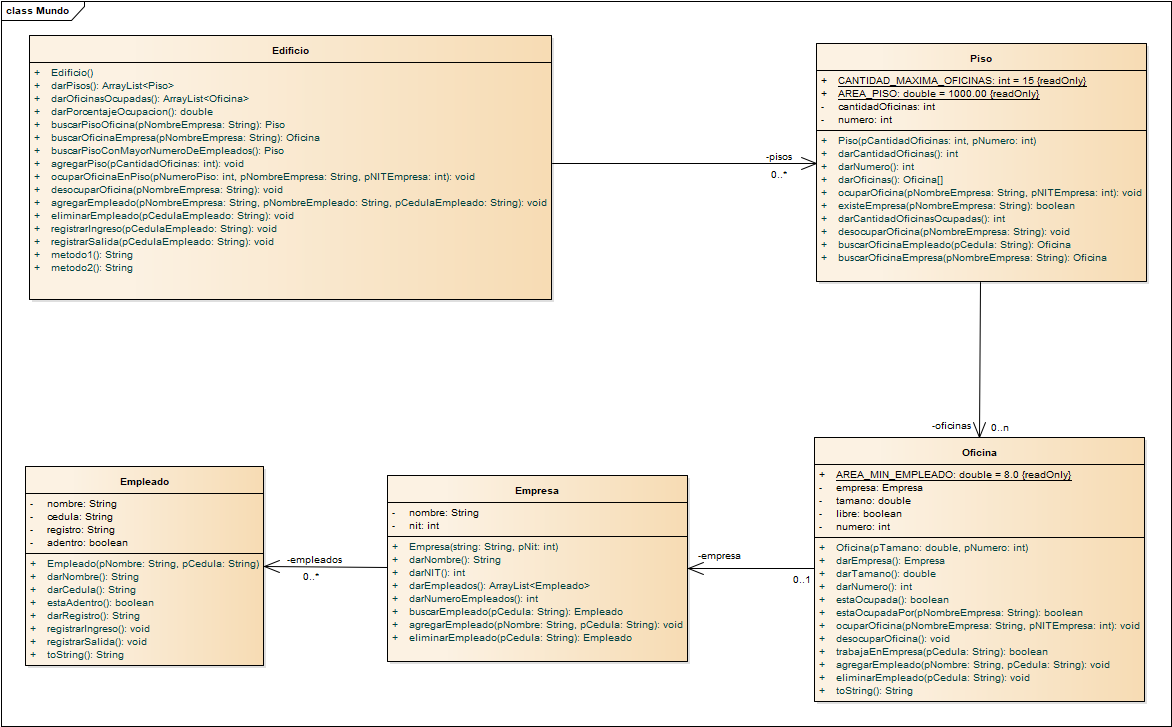 class Mundo
Edificio
+ Edificio()
+ darPisos(): ArrayList<Piso>
+ darOficinasOcupadas(): ArrayList<Oficina>
+ darPorcentajeOcupacion(): double
+ buscarPisoOficina(pNombreEmpresa: String): Piso
+ buscarOficinaEmpresa(pNombreEmpresa: String): Oficina
+ buscarPisoConMayorNumeroDeEmpleados(): Piso
+ agregarPiso(pCantidadOficinas: int): void
+ ocuparOficinaEnPiso(pNumeroPiso: int, pNombreEmpresa: String, pNITEmpresa: int): void
+ desocuparOficina(pNombreEmpresa: String): void
+ agregarEmpleado(pNombreEmpresa: String, pNombreEmpleado: String, pCedulaEmpleado: String): void
+ eliminarEmpleado(pCedulaEmpleado: String): void
+ registrarIngreso(pCedulaEmpleado: String): void
+ registrarSalida(pCedulaEmpleado: String): void
+ metodo1(): String
+ metodo2(): String
-pisos
0..*
Piso
+ CANTIDAD_MAXIMA_OFICINAS: int = 15 {readOnly}
+ AREA_PISO: double = 1000.00 {readOnly}
- cantidadOficinas: int
- numero: int
+ Piso(pCantidadOficinas: int, pNumero: int)
+ darCantidadOficinas(): int
+ darNumero(): int
+ darOficinas(): Oficina[]
+ ocuparOficina(pNombreEmpresa: String, pNITEmpresa: int): void
+ existeEmpresa(pNombreEmpresa: String): boolean
+ darCantidadOficinasOcupadas(): int
+ desocuparOficina(pNombreEmpresa: String): void
+ buscarOficinaEmpleado(pCedula: String): Oficina
+ buscarOficinaEmpresa(pNombreEmpresa: String): Oficina
-oficinas
0..n
Empleado
- nombre: String
- cedula: String
- registro: String
- adentro: boolean
+ Empleado(pNombre: String, pCedula: String)
+ darNombre(): String
+ darCedula(): String
+ estaAdentro(): boolean
+ darRegistro(): String
+ registrarIngreso(): void
+ registrarSalida(): void
+ toString(): String
-empleados
0..*
Empresa
- nombre: String
- nit: int
+ Empresa(string: String, pNit: int)
+ darNombre(): String
+ darNIT(): int
+ darEmpleados(): ArrayList<Empleado>
+ darNumeroEmpleados(): int
+ buscarEmpleado(pCedula: String): Empleado
+ agregarEmpleado(pNombre: String, pCedula: String): void
+ eliminarEmpleado(pCedula: String): Empleado
-empresa
0..1
Oficina
+ AREA_MIN_EMPLEADO: double = 8.0 {readOnly}
- empresa: Empresa
- tamano: double
- libre: boolean
- numero: int
+ Oficina(pTamano: double, pNumero: int)
+ darEmpresa(): Empresa
+ darTamano(): double
+ darNumero(): int
+ estaOcupada(): boolean
+ estaOcupadaPor(pNombreEmpresa: String): boolean
+ ocuparOficina(pNombreEmpresa: String, pNITEmpresa: int): void
+ desocuparOficina(): void
+ trabajaEnEmpresa(pCedula: String): boolean
+ agregarEmpleado(pNombre: String, pCedula: String): void
+ eliminarEmpleado(pCedula: String): void
+ toString(): String